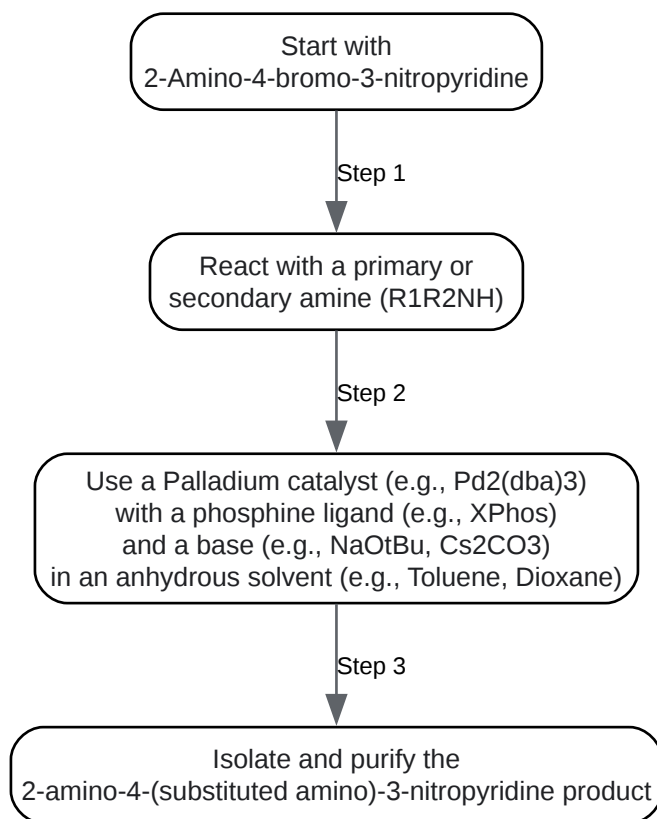 Start with
2-Amino-4-bromo-3-nitropyridine
Step 1
React with a primary or
secondary amine (R1R2NH)
Step 2
Use a Palladium catalyst (e.g., Pd2(dba)3)
with a phosphine ligand (e.g., XPhos)
and a base (e.g., NaOtBu, Cs2CO3)
in an anhydrous solvent (e.g., Toluene, Dioxane)
Step 3
Isolate and purify the
2-amino-4-(substituted amino)-3-nitropyridine product